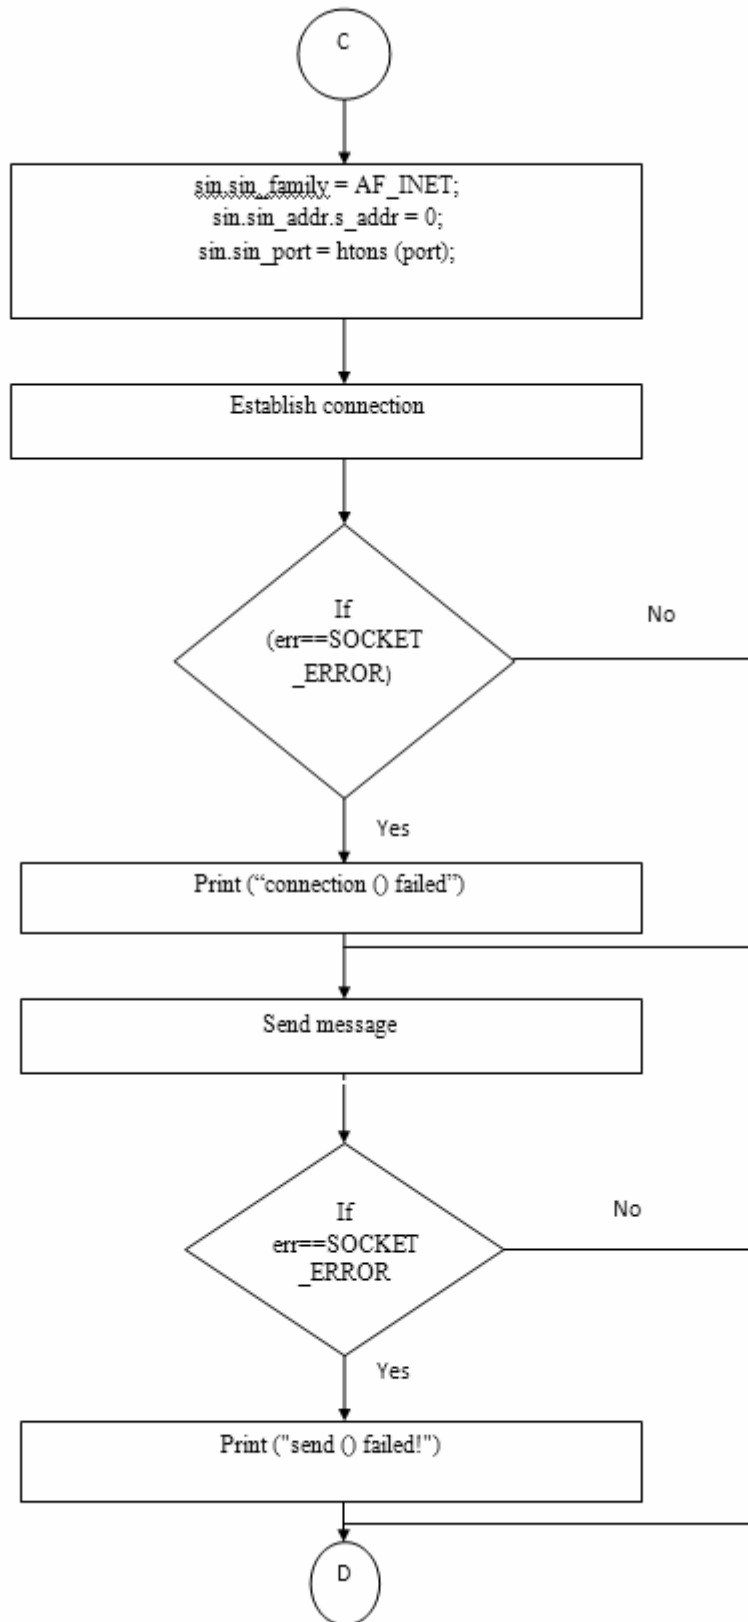 C
sin.sin_family = AF_INET;
sin.sin_addr.s_addr = 0;
sin.sin_port = htons (port);
Establish connection
If
(err==SOCKET
_ERROR)
No
Yes
Print (“connection () failed”)
Send message
If
err==SOCKET
_ERROR
No
Yes
Print ("send () failed!")
D